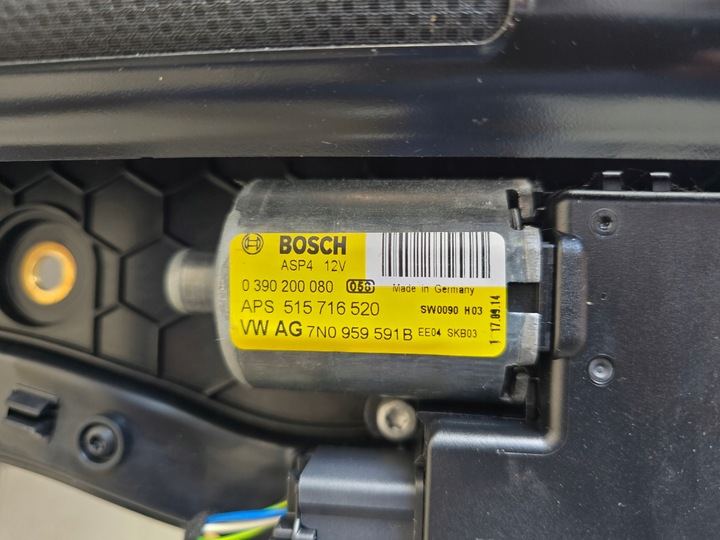 BOSCH
ASP4 12V
0 390 200 080 056 Made in Germany
APS 515 716 520 SW0090 H03
VW AG 7N0 959 591B EE04 SKB03
1 17.09.14